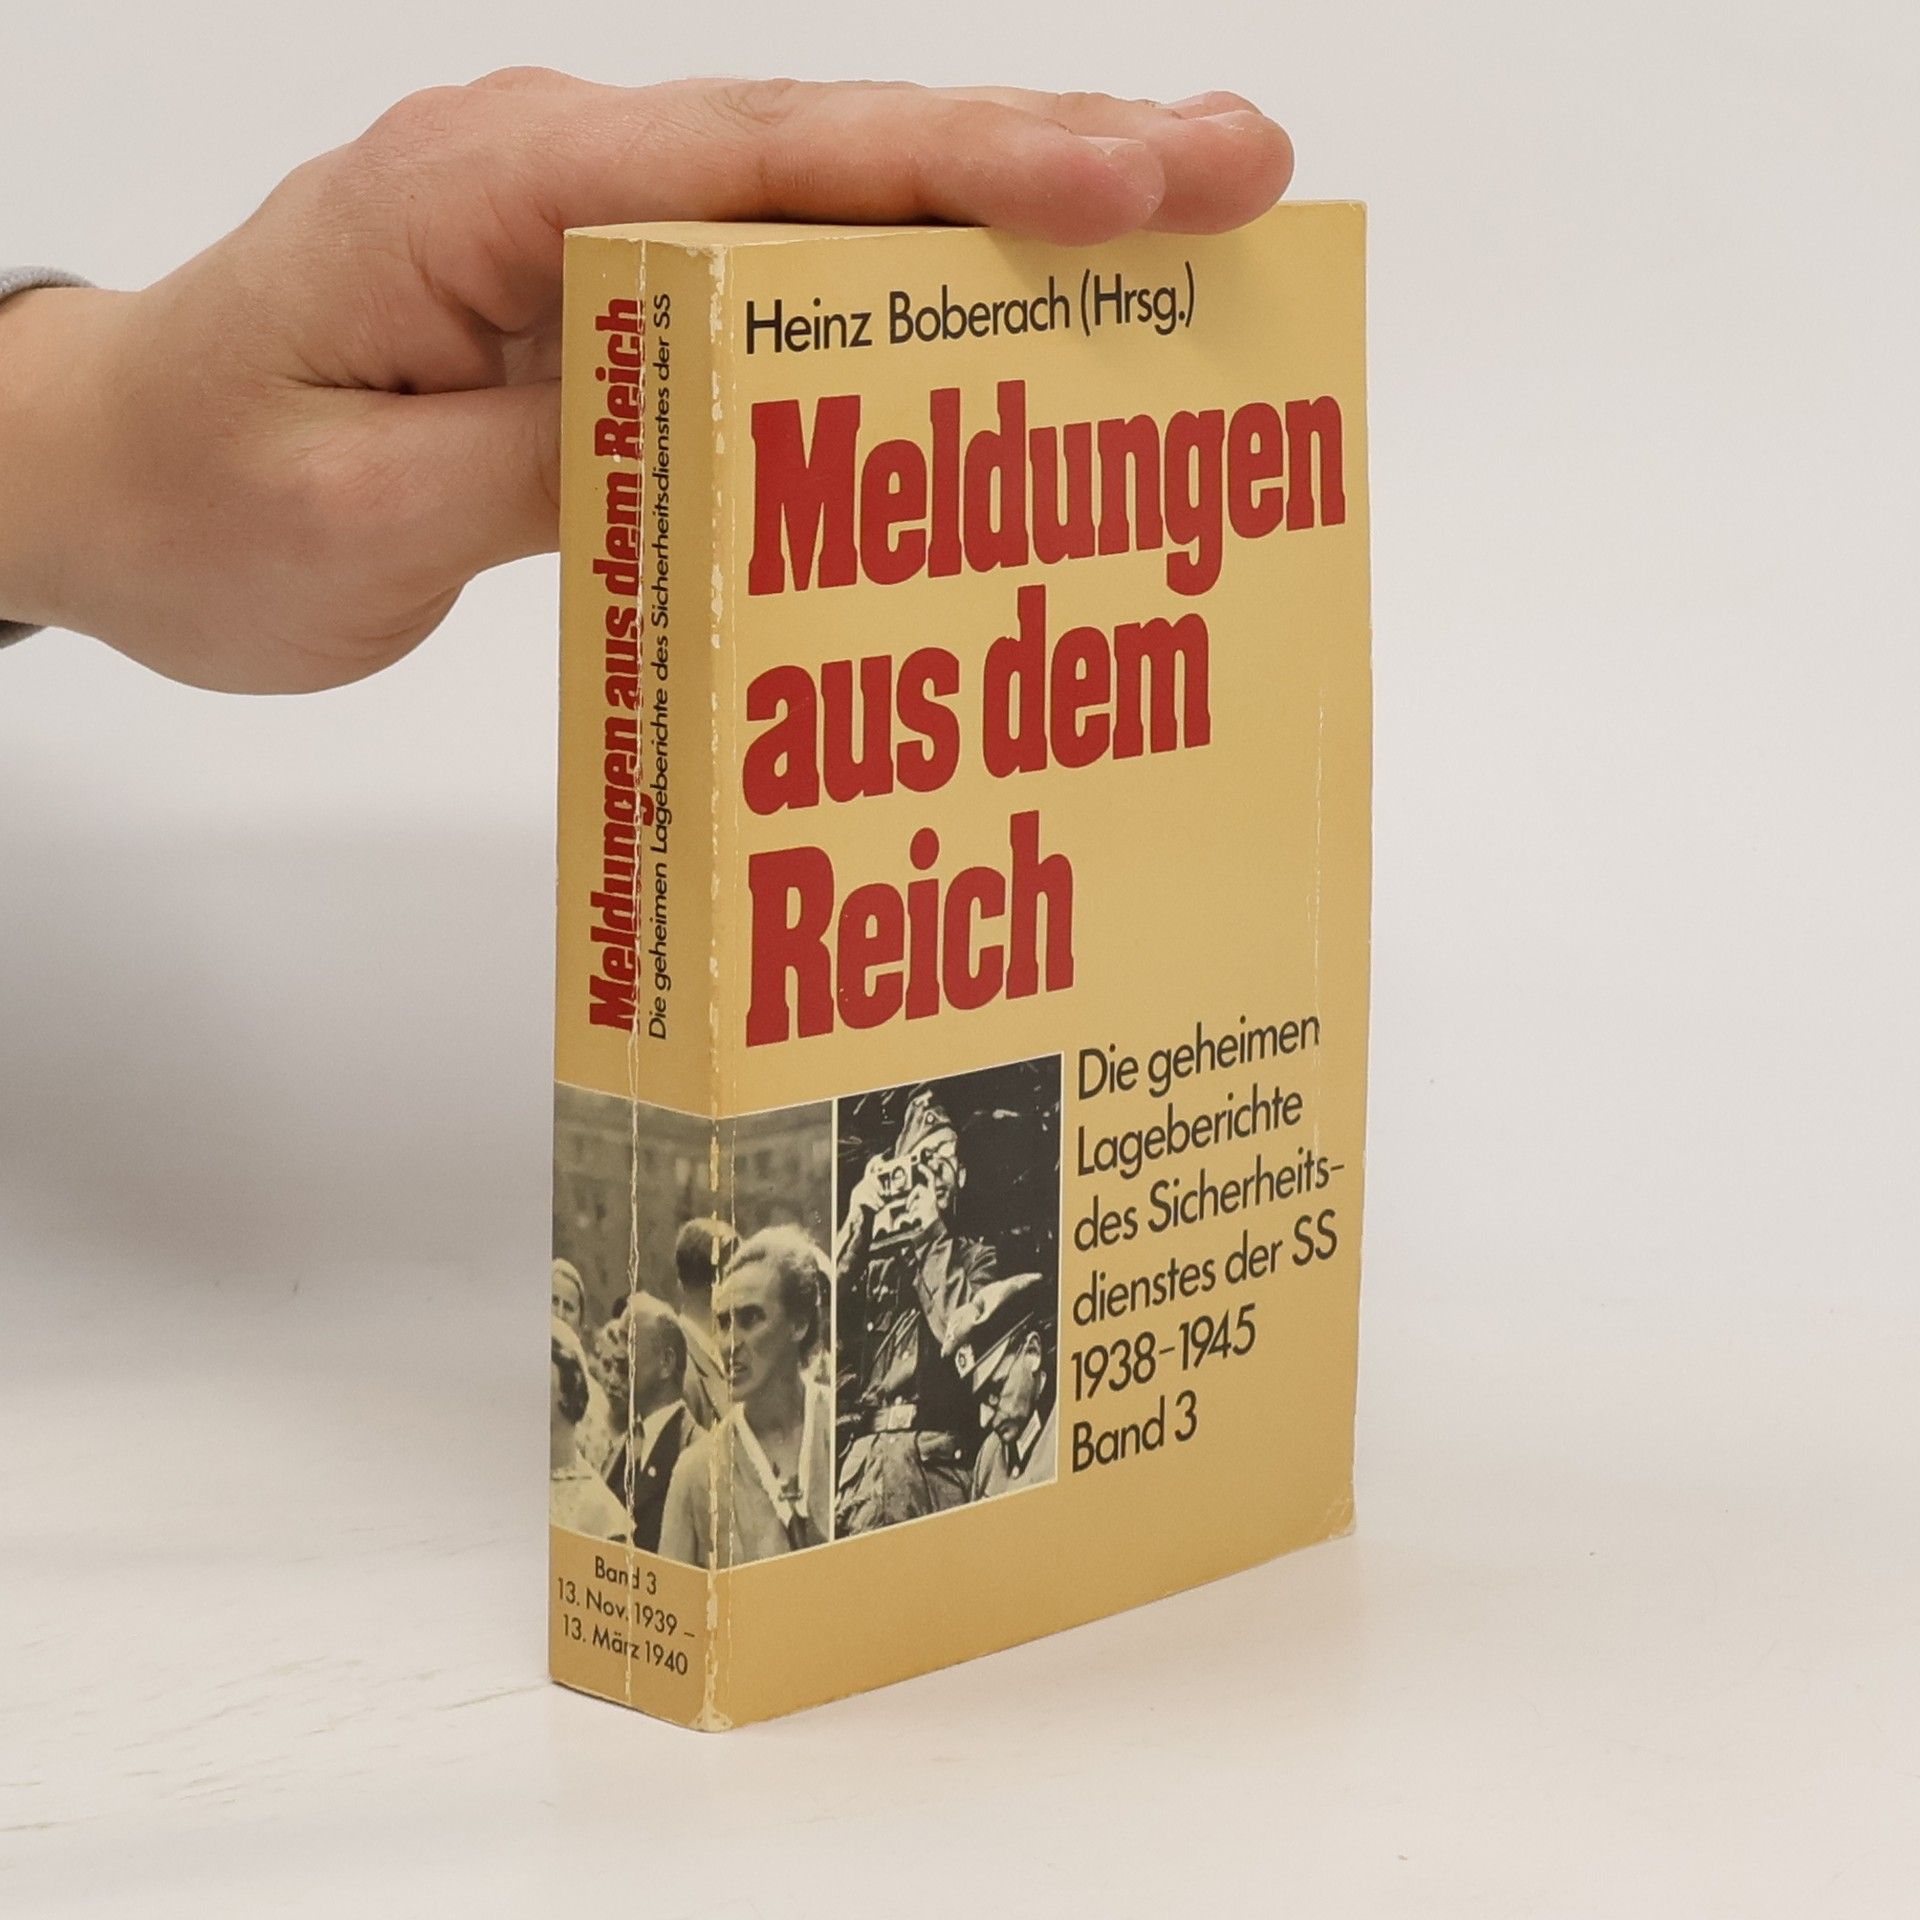 Heinz Boberach (Hrsg.)
Meldungen
aus dem
Reich
Die geheimen
Lageberichte
des Sicherheits-
dienstes der SS
1938-1945
Band 3
Meldungen aus dem Reich
Die geheimen Lageberichte des Sicherheitsdienstes der SS
Band 3
13. Nov. 1939 –
13. März 1940